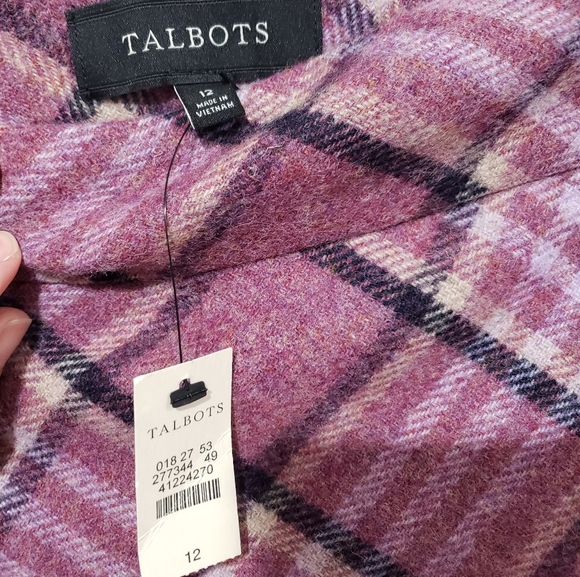 TALBOTS
12
MADE IN
VIETNAM
TALBOTS
018 27 53
277344 49
41224270
12